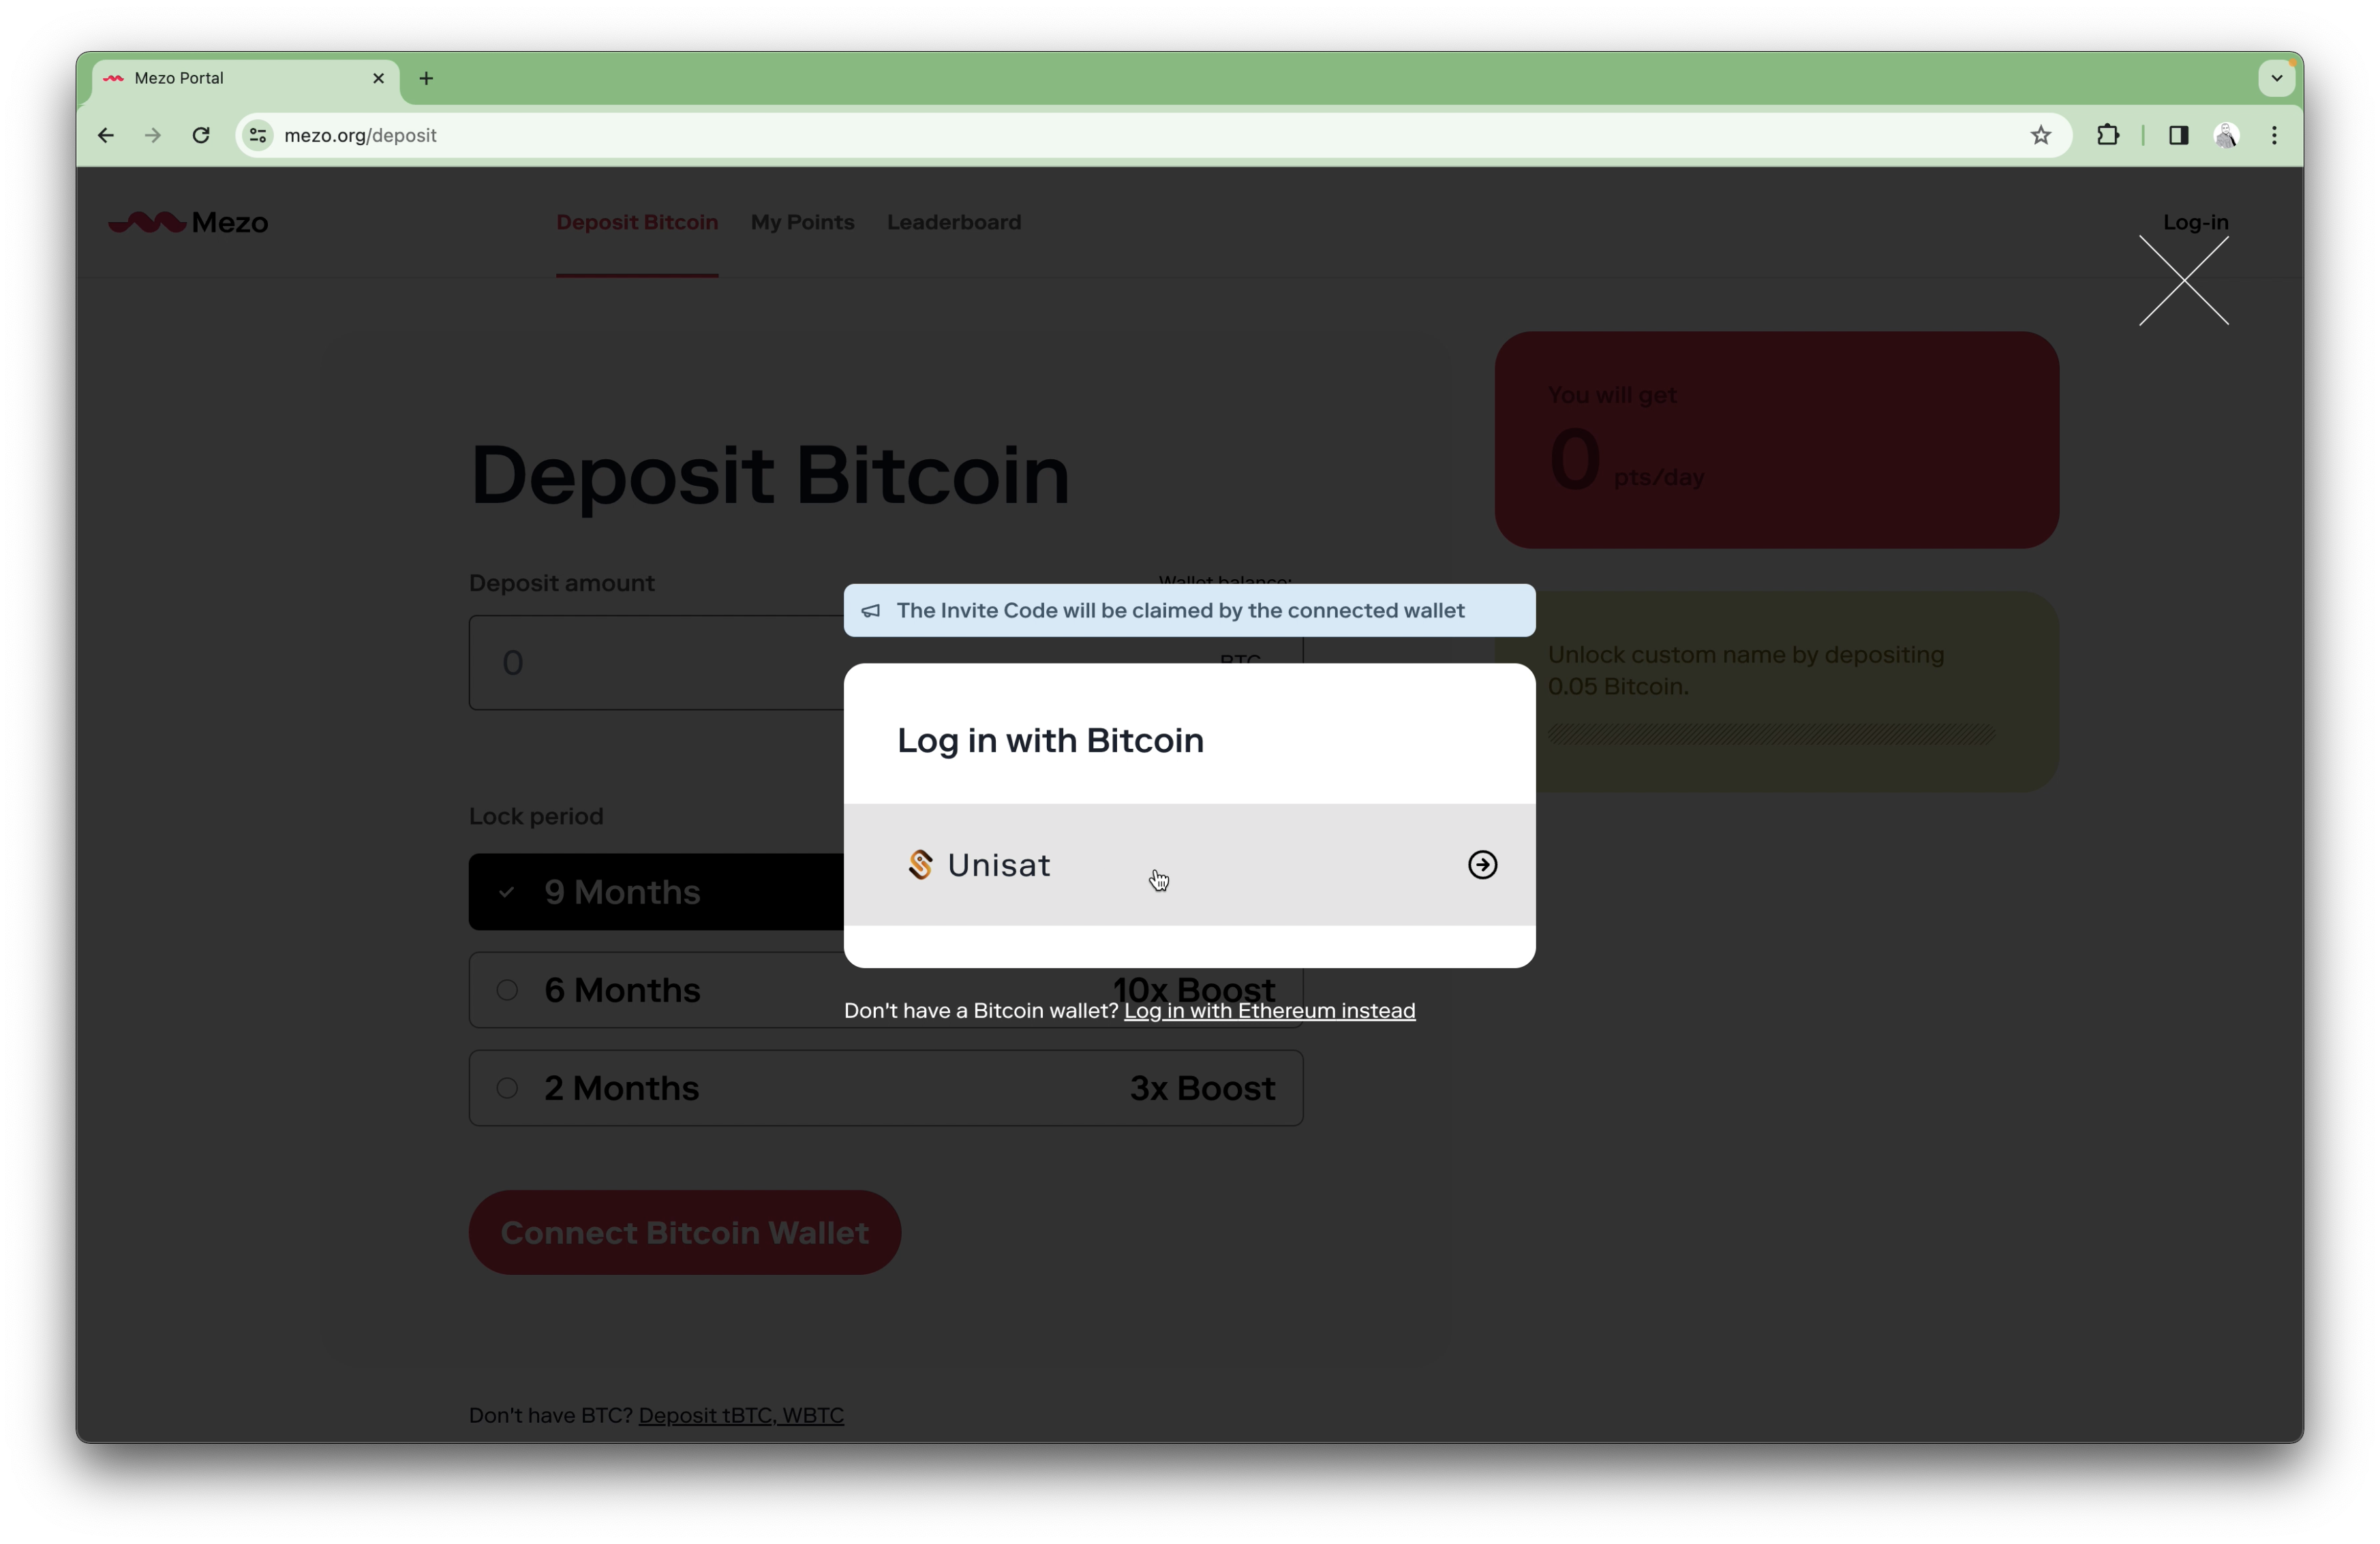 Mezo Portal
mezo.org/deposit
Mezo
Deposit Bitcoin
My Points
Leaderboard
Log-in
You will get
0 pts/day
Deposit Bitcoin
Deposit amount
Wallet balance:
0
BTC
The Invite Code will be claimed by the connected wallet
Unlock custom name by depositing
0.05 Bitcoin.
Log in with Bitcoin
Unisat
Lock period
9 Months
6 Months
10x Boost
Don't have a Bitcoin wallet? Log in with Ethereum instead
2 Months
3x Boost
Connect Bitcoin Wallet
Don't have BTC? Deposit tBTC, WBTC